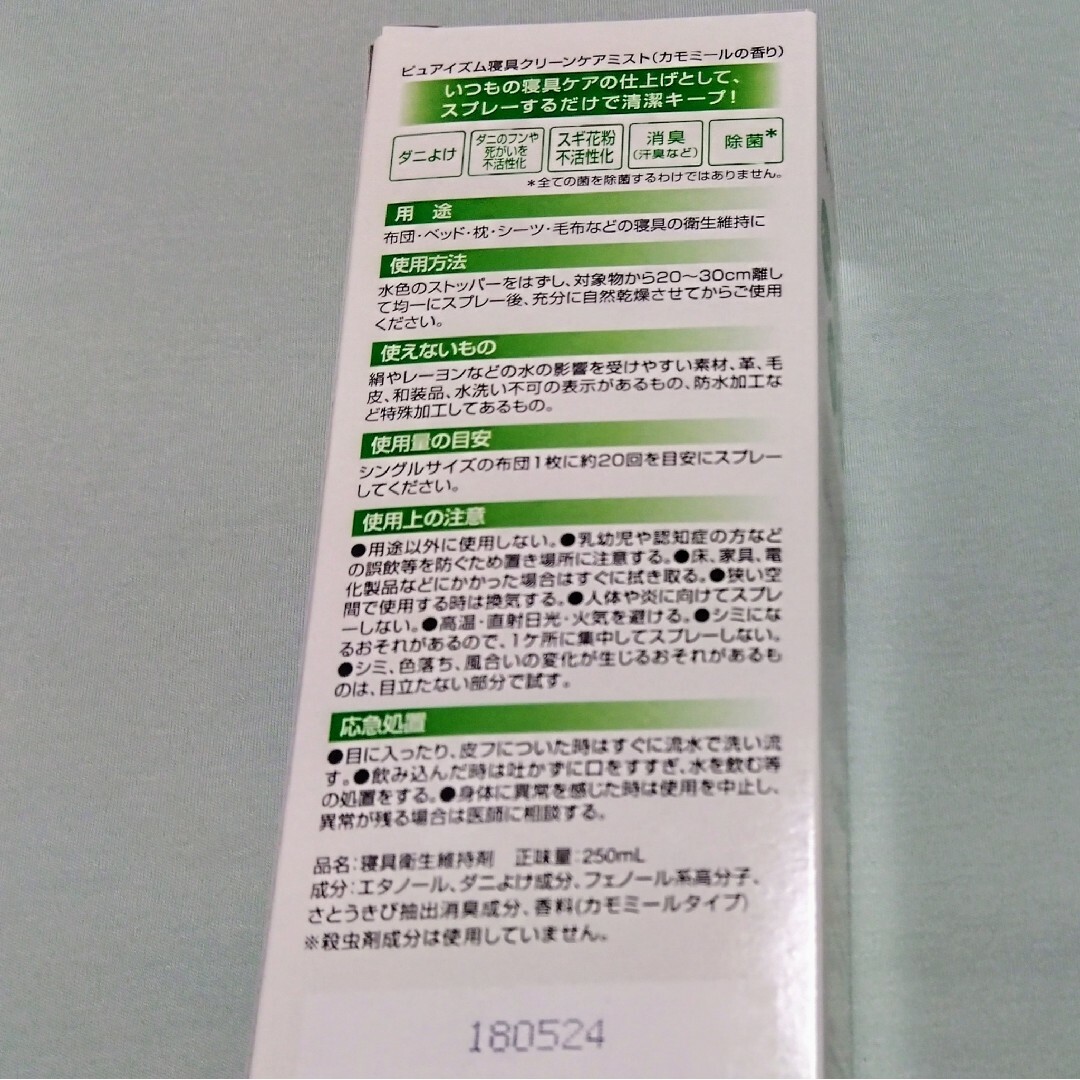 ピュアイズム寝具クリーンケアミスト(カモミールの香り)
いつもの寝具ケアの仕上げとして、
スプレーするだけで清潔キープ!
ダニよけ
ダニのフンや
死がいを
不活性化
スギ花粉
不活性化
消臭
(汗臭など)
除菌*
*全ての菌を除菌するわけではありません。
用 途
布団・ベッド・枕・シーツ・毛布などの寝具の衛生維持に
使用方法
水色のストッパーをはずし、対象物から20〜30cm離し
て均一にスプレー後、充分に自然乾燥させてからご使用
ください。
使えないもの
絹やレーヨンなどの水の影響を受けやすい素材、革、毛
皮、和装品、水洗い不可の表示があるもの、防水加工な
ど特殊加工してあるもの。
使用量の目安
シングルサイズの布団1枚に約20回を目安にスプレー
してください。
使用上の注意
●用途以外に使用しない。●乳幼児や認知症の方など
の誤飲等を防ぐため置き場所に注意する。●床、家具、電
化製品などにかかった場合はすぐに拭き取る。●狭い空
間で使用する時は換気する。●人体や炎に向けてスプレ
ーしない。●高温・直射日光・火気を避ける。●シミにな
るおそれがあるので、1ケ所に集中してスプレーしない。
●シミ、色落ち、風合いの変化が生じるおそれがあるも
のは、目立たない部分で試す。
応急処置
●目に入ったり、皮フについた時はすぐに流水で洗い流
す。●飲み込んだ時は吐かずに口をすすぎ、水を飲む等
の処置をする。●身体に異常を感じた時は使用を中止し、
異常が残る場合は医師に相談する。
品名:寝具衛生維持剤 正味量:250mL
成分:エタノール、ダニよけ成分、フェノール系高分子、
さとうきび抽出消臭成分、香料(カモミールタイプ)
※殺虫剤成分は使用していません。
180524